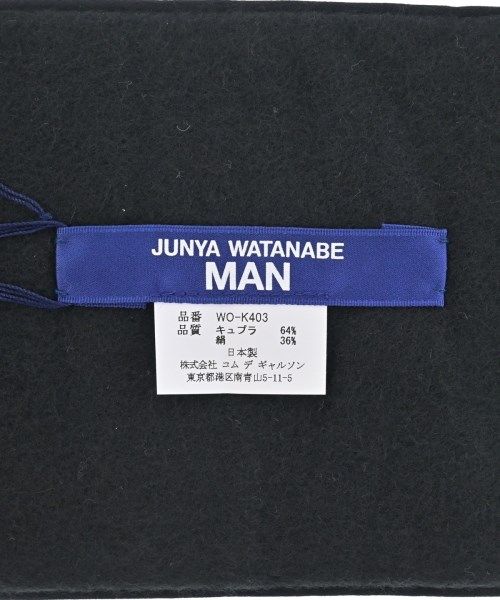 JUNYA WATANABE
MAN
品番 WO-K403
品質 キュプラ 64%
絹 36%
日本製
株式会社 コム デ ギャルソン
東京都港区南青山5-11-5